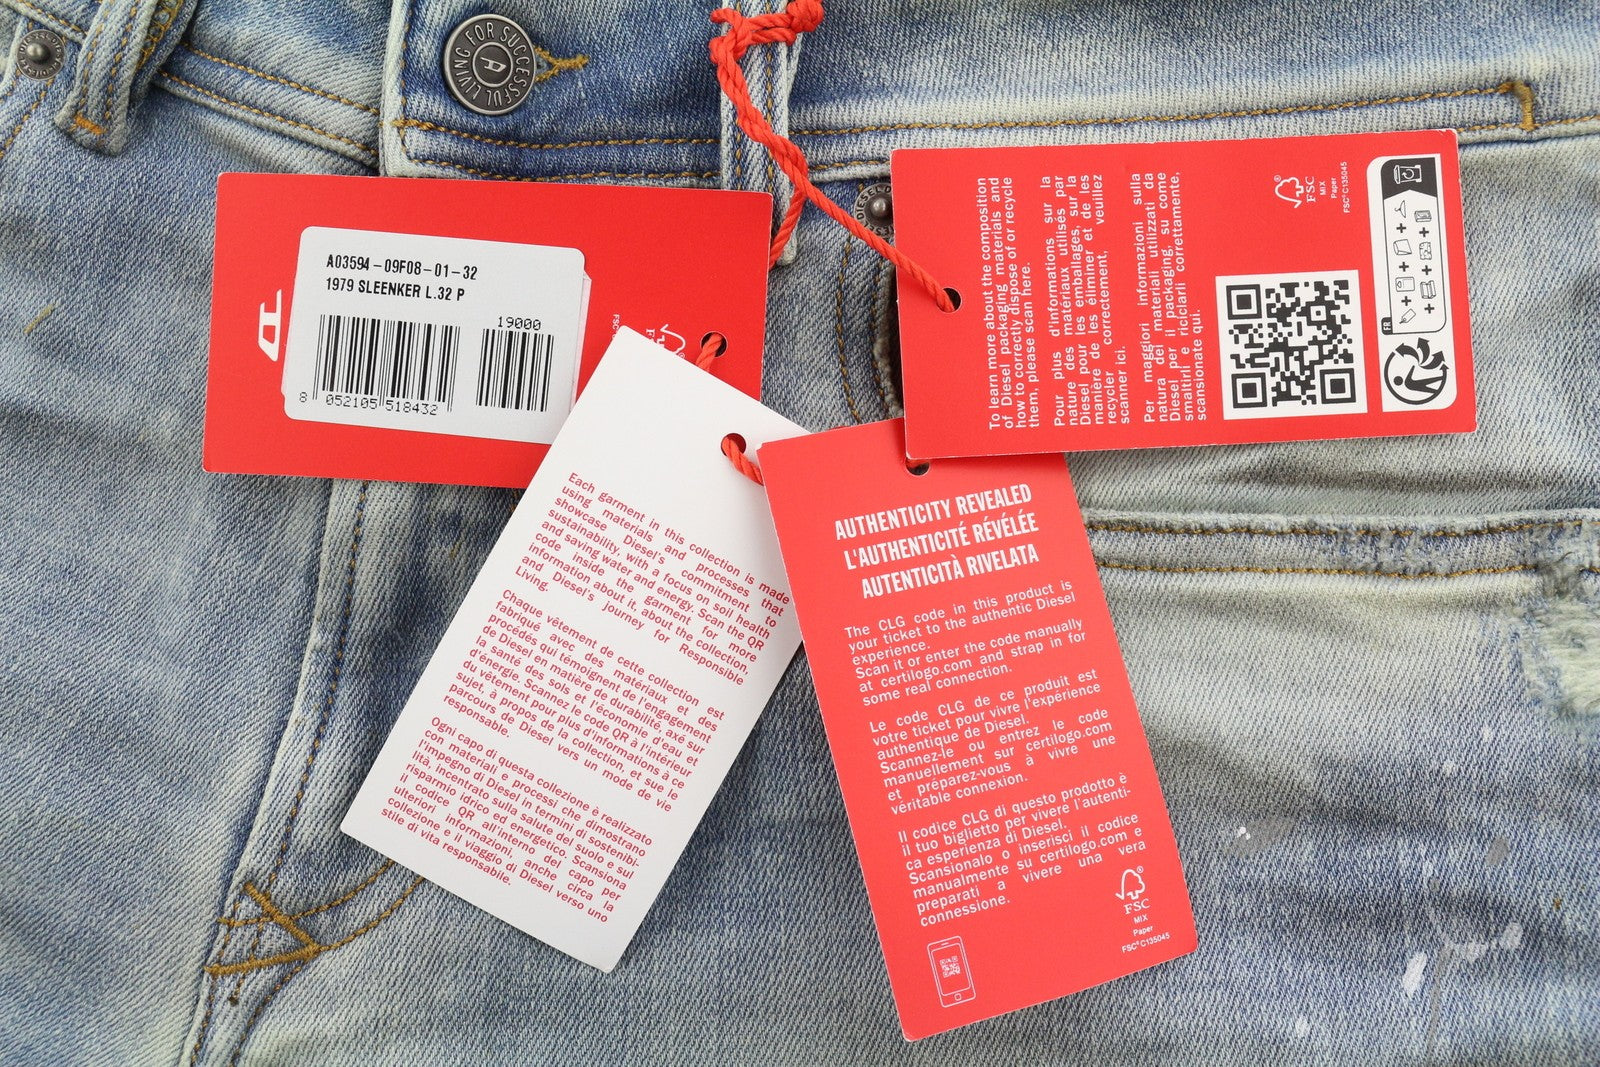 FOR SUCCESSFUL LIVING
A03594-09F08-01-32
1979 SLEENKER L.32 P
19000
8 052105 518432
FSC
To learn more about the composition
of Diesel packaging materials and
how to correctly dispose of or recycle
them, please scan here.
Pour plus d'informations sur la
nature des matériaux utilisés par
Diesel pour les emballages, sur la
manière de les éliminer et de les
recycler correctement, veuillez
scanner ici.
Per maggiori informazioni sulla
natura dei materiali utilizzati da
Diesel per il packaging, su come
smaltirli e riciclarli correttamente,
scansionate qui.
FSC
MIX
Paper
FSC® C135045
FR
Each garment in this collection is made
using materials and processes that
showcase Diesel's commitment to
sustainability, with a focus on soil health
and saving water and energy. Scan the QR
code inside the garment for more
information about it, about the collection,
and Diesel's journey for Responsible
Living.
Chaque vêtement de cette collection est
fabriqué avec des matériaux et des
procédés qui témoignent de l'engagement
de Diesel en matière de durabilité, axé sur
la santé des sols et l'économie d'eau et
d'énergie. Scannez le code QR à l'intérieur
du vêtement pour plus d'informations à ce
sujet, à propos de la collection, et sue le
parcours de Diesel vers un mode de vie
responsable.
Ogni capo di questa collezione è realizzato
con materiali e processi che dimostrano
l'impegno di Diesel in termini di sostenibi-
lità, incentrato sulla salute del suolo e sul
risparmio idrico ed energetico. Scansiona
il codice QR all'interno del capo per
ulteriori informazioni, anche circa la
collezione e il viaggio di Diesel verso uno
stile di vita responsabile.
AUTHENTICITY REVEALED
L'AUTHENTICITÉ RÉVÉLÉE
AUTENTICITÀ RIVELATA
The CLG code in this product is
your ticket to the authentic Diesel
experience.
Scan it or enter the code manually
at certilogo.com and strap in for
some real connection.
Le code CLG de ce produit est
votre ticket pour vivre l'expérience
authentique de Diesel.
Scannez-le ou entrez le code
manuellement sur certilogo.com
et préparez-vous à vivre une
véritable connexion.
Il codice CLG di questo prodotto è
il tuo biglietto per vivere l'autenti-
ca esperienza di Diesel.
Scansionalo o inserisci il codice
manualmente su certilogo.com e
preparati a vivere una vera
connessione.
FSC
MIX
Paper
FSC® C135045